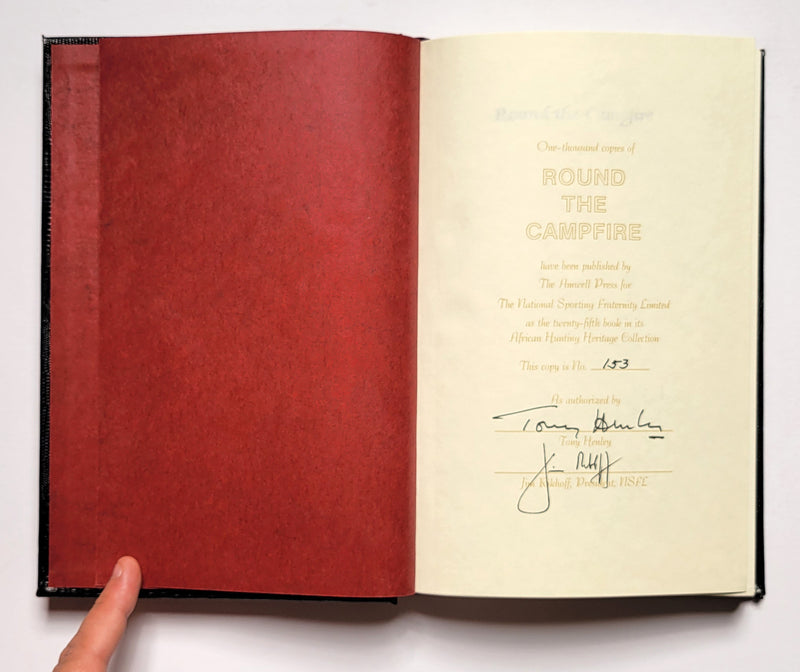 Round the Campfire
One-thousand copies of
ROUND
THE
CAMPFIRE
have been published by
The Amwell Press for
The National Sporting Fraternity Limited
as the twenty-fifth book in its
African Hunting Heritage Collection
This copy is No. 153
As authorized by
Tony Henley
Tony Henley
Jim Rikhoff
Jim Rikhoff, President, NSFL